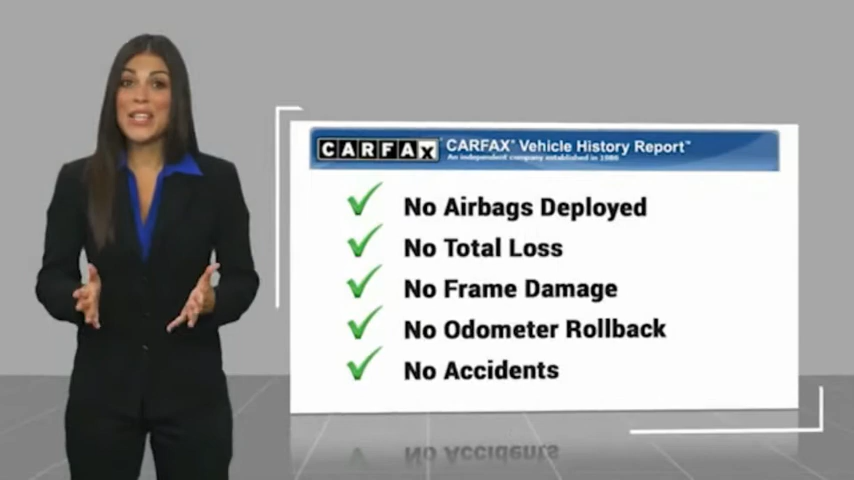 CARFAX CARFAX® Vehicle History Report™
An independent company established in 1986
No Airbags Deployed
No Total Loss
No Frame Damage
No Odometer Rollback
No Accidents